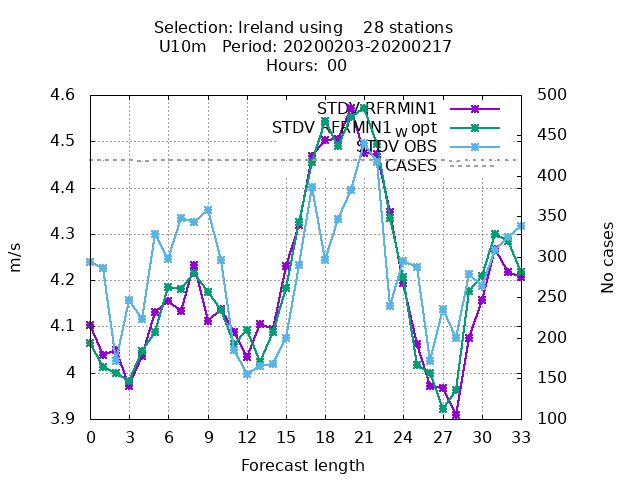 Selection: Ireland using    28 stations
U10m   Period: 20200203-20200217
Hours:  00
STDV RFRMIN1
STDV RFRMIN1w opt
STDV OBS
CASES
4.6
4.5
4.4
4.3
4.2
4.1
4
3.9
500
450
400
350
300
250
200
150
100
m/s
No cases
0 3 6 9 12 15 18 21 24 27 30 33
Forecast length